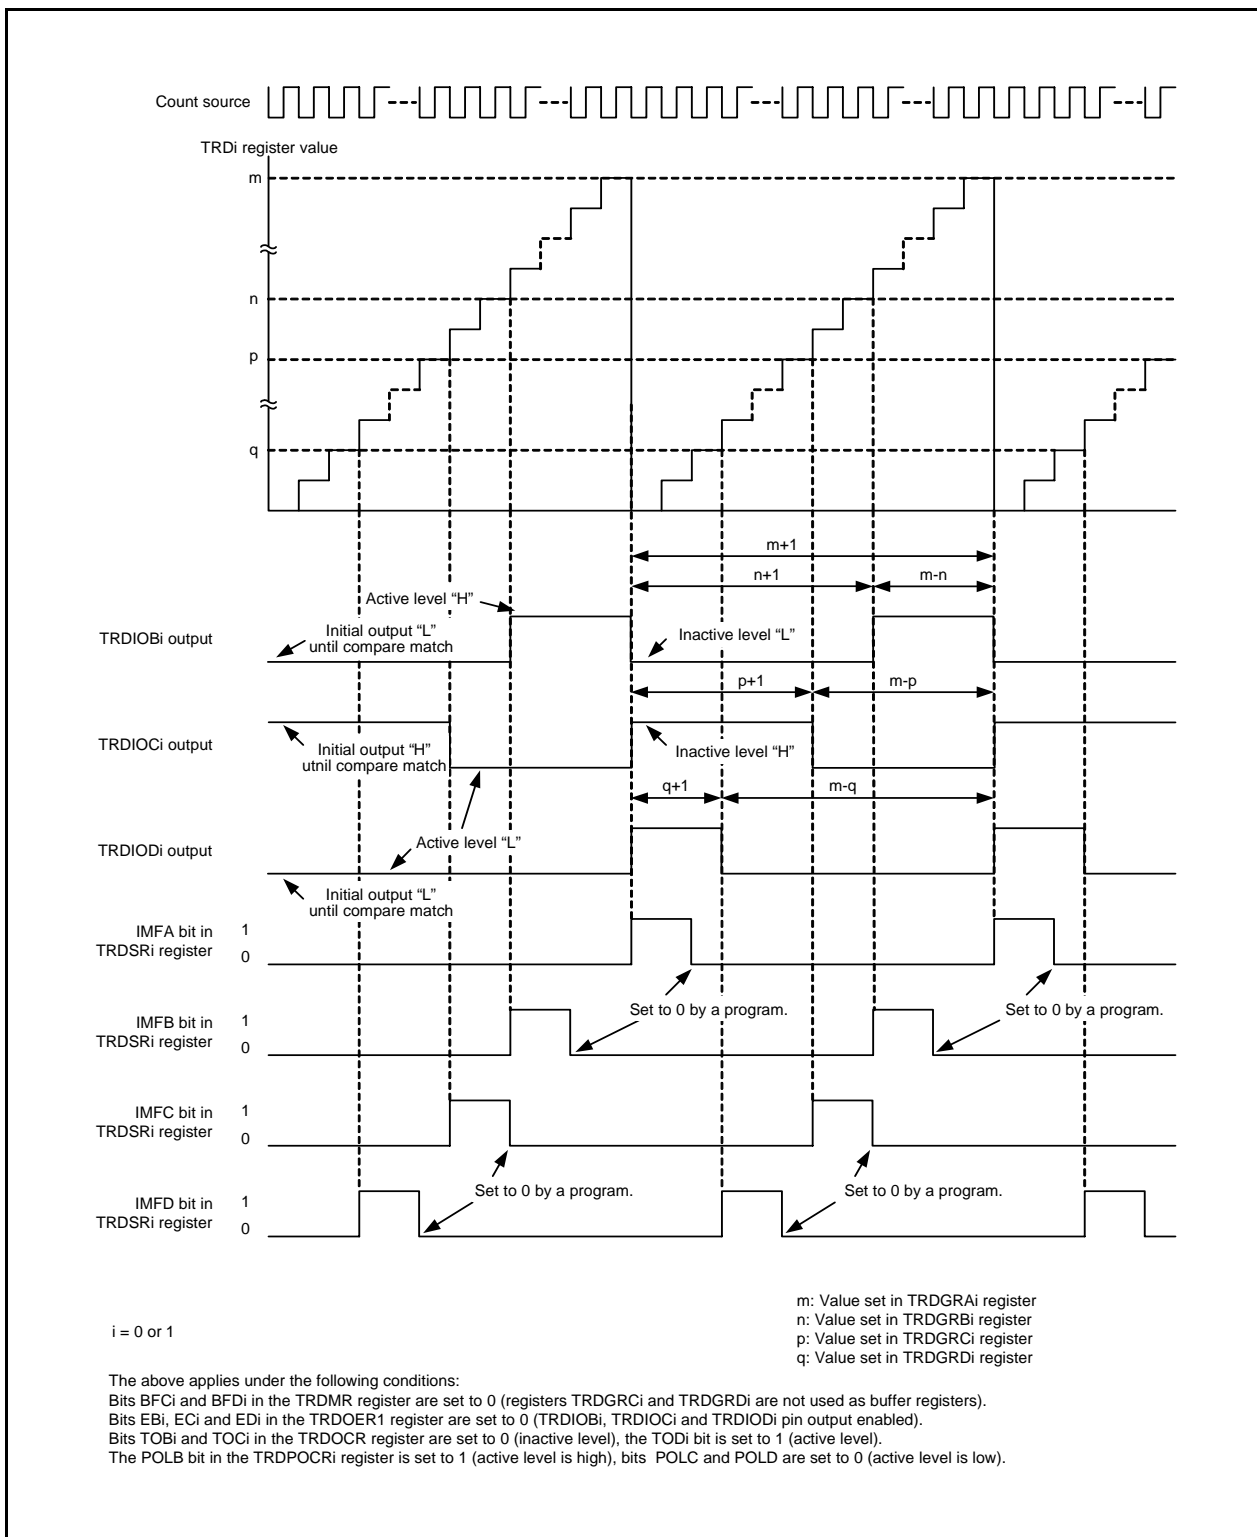 Count source
TRDi register value
m
n
p
q
m+1
n+1
m-n
Active level “H”
TRDIOBi output
Initial output “L”
until compare match
Inactive level “L”
p+1
m-p
TRDIOCi output
Initial output “H”
utnil compare match
Inactive level “H”
q+1
m-q
Active level “L”
TRDIODi output
Initial output “L”
until compare match
IMFA bit in
TRDSRi register
1
0
Set to 0 by a program.
Set to 0 by a program.
IMFB bit in
TRDSRi register
1
0
IMFC bit in
TRDSRi register
1
0
Set to 0 by a program.
Set to 0 by a program.
IMFD bit in
TRDSRi register
1
0
i = 0 or 1
m: Value set in TRDGRAi register
n: Value set in TRDGRBi register
p: Value set in TRDGRCi register
q: Value set in TRDGRDi register
The above applies under the following conditions:
Bits BFCi and BFDi in the TRDMR register are set to 0 (registers TRDGRCi and TRDGRDi are not used as buffer registers).
Bits EBi, ECi and EDi in the TRDOER1 register are set to 0 (TRDIOBi, TRDIOCi and TRDIODi pin output enabled).
Bits TOBi and TOCi in the TRDOCR register are set to 0 (inactive level), the TODi bit is set to 1 (active level).
The POLB bit in the TRDPOCRi register is set to 1 (active level is high), bits POLC and POLD are set to 0 (active level is low).